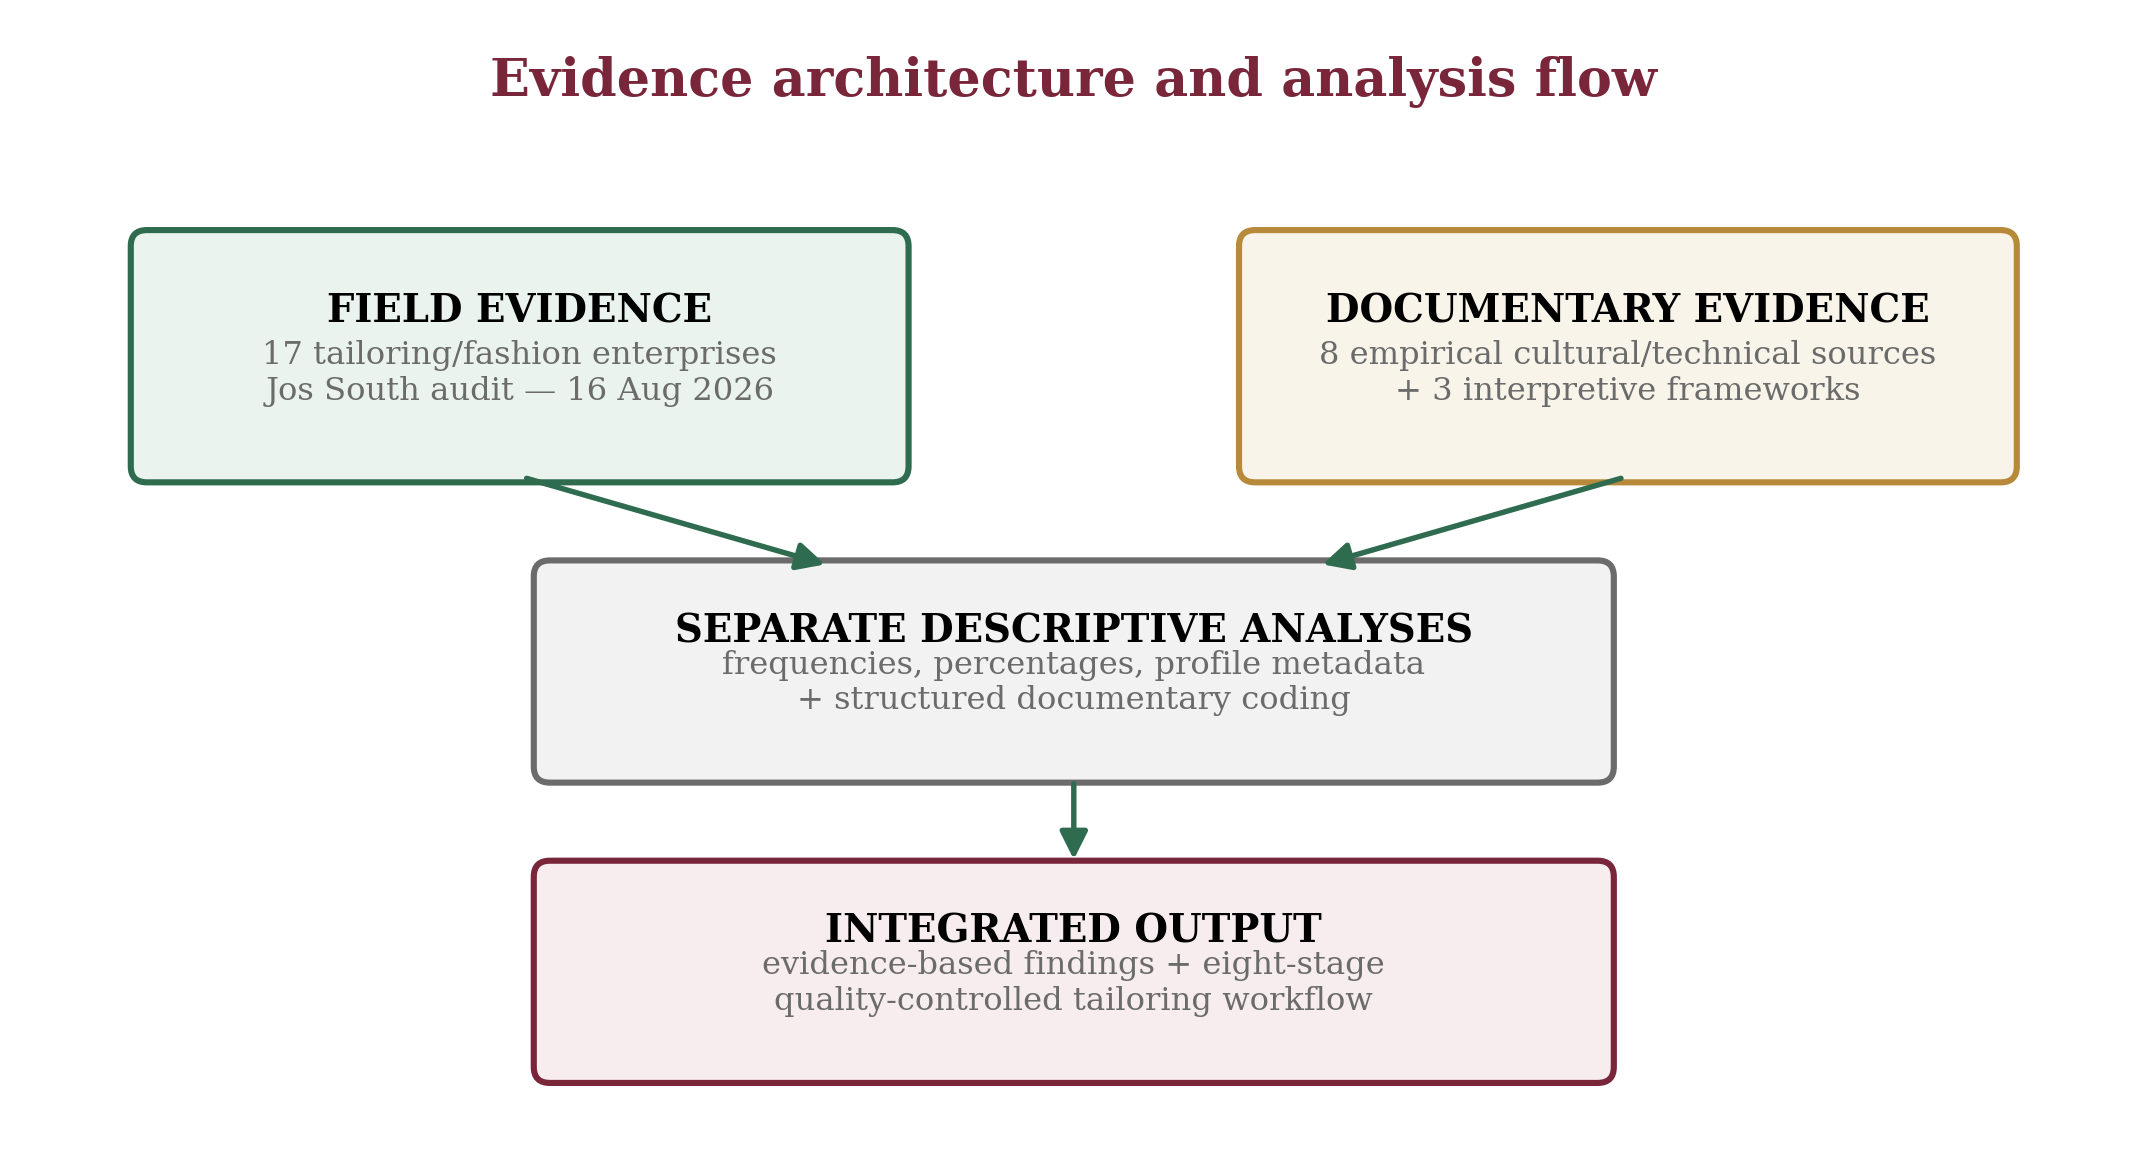 Evidence architecture and analysis flow
FIELD EVIDENCE
17 tailoring/fashion enterprises
Jos South audit — 16 Aug 2026
DOCUMENTARY EVIDENCE
8 empirical cultural/technical sources
+ 3 interpretive frameworks
SEPARATE DESCRIPTIVE ANALYSES
frequencies, percentages, profile metadata
+ structured documentary coding
INTEGRATED OUTPUT
evidence-based findings + eight-stage
quality-controlled tailoring workflow